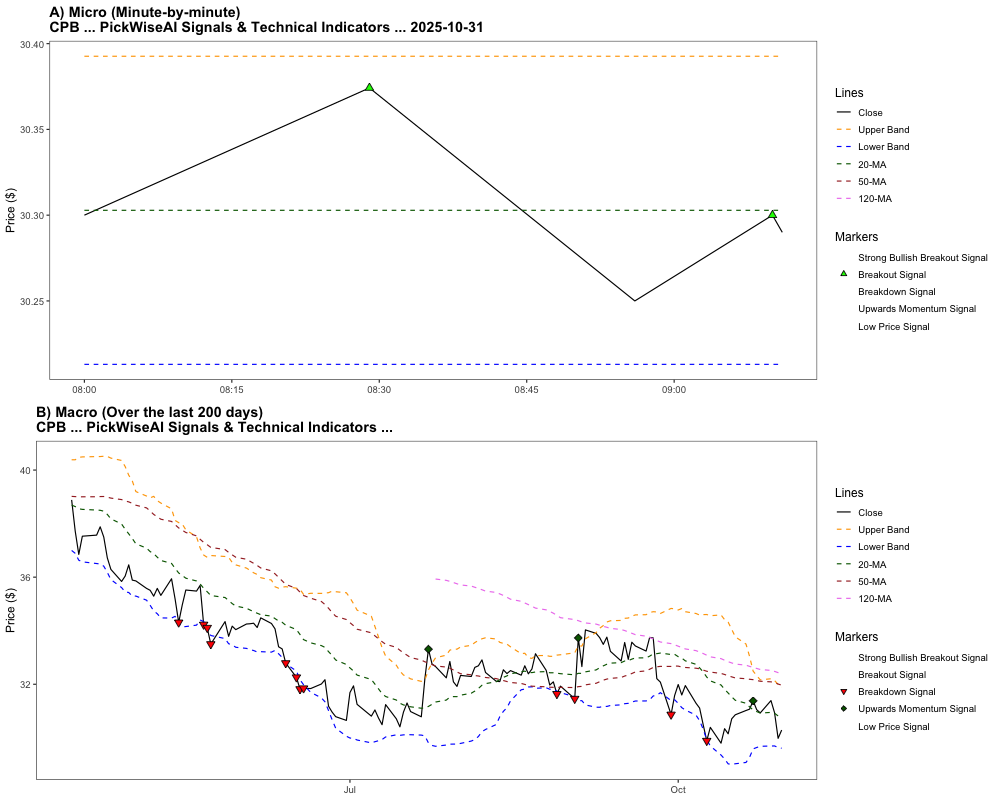 A) Micro (Minute-by-minute)
CPB ... PickWiseAI Signals & Technical Indicators ... 2025-10-31
Price ($)
30.40
30.35
30.30
30.25
08:00
08:15
08:30
08:45
09:00
Lines
Close
Upper Band
Lower Band
20-MA
50-MA
120-MA
Markers
Strong Bullish Breakout Signal
Breakout Signal
Breakdown Signal
Upwards Momentum Signal
Low Price Signal
B) Macro (Over the last 200 days)
CPB ... PickWiseAI Signals & Technical Indicators ...
Price ($)
40
36
32
Jul
Oct
Lines
Close
Upper Band
Lower Band
20-MA
50-MA
120-MA
Markers
Strong Bullish Breakout Signal
Breakout Signal
Breakdown Signal
Upwards Momentum Signal
Low Price Signal